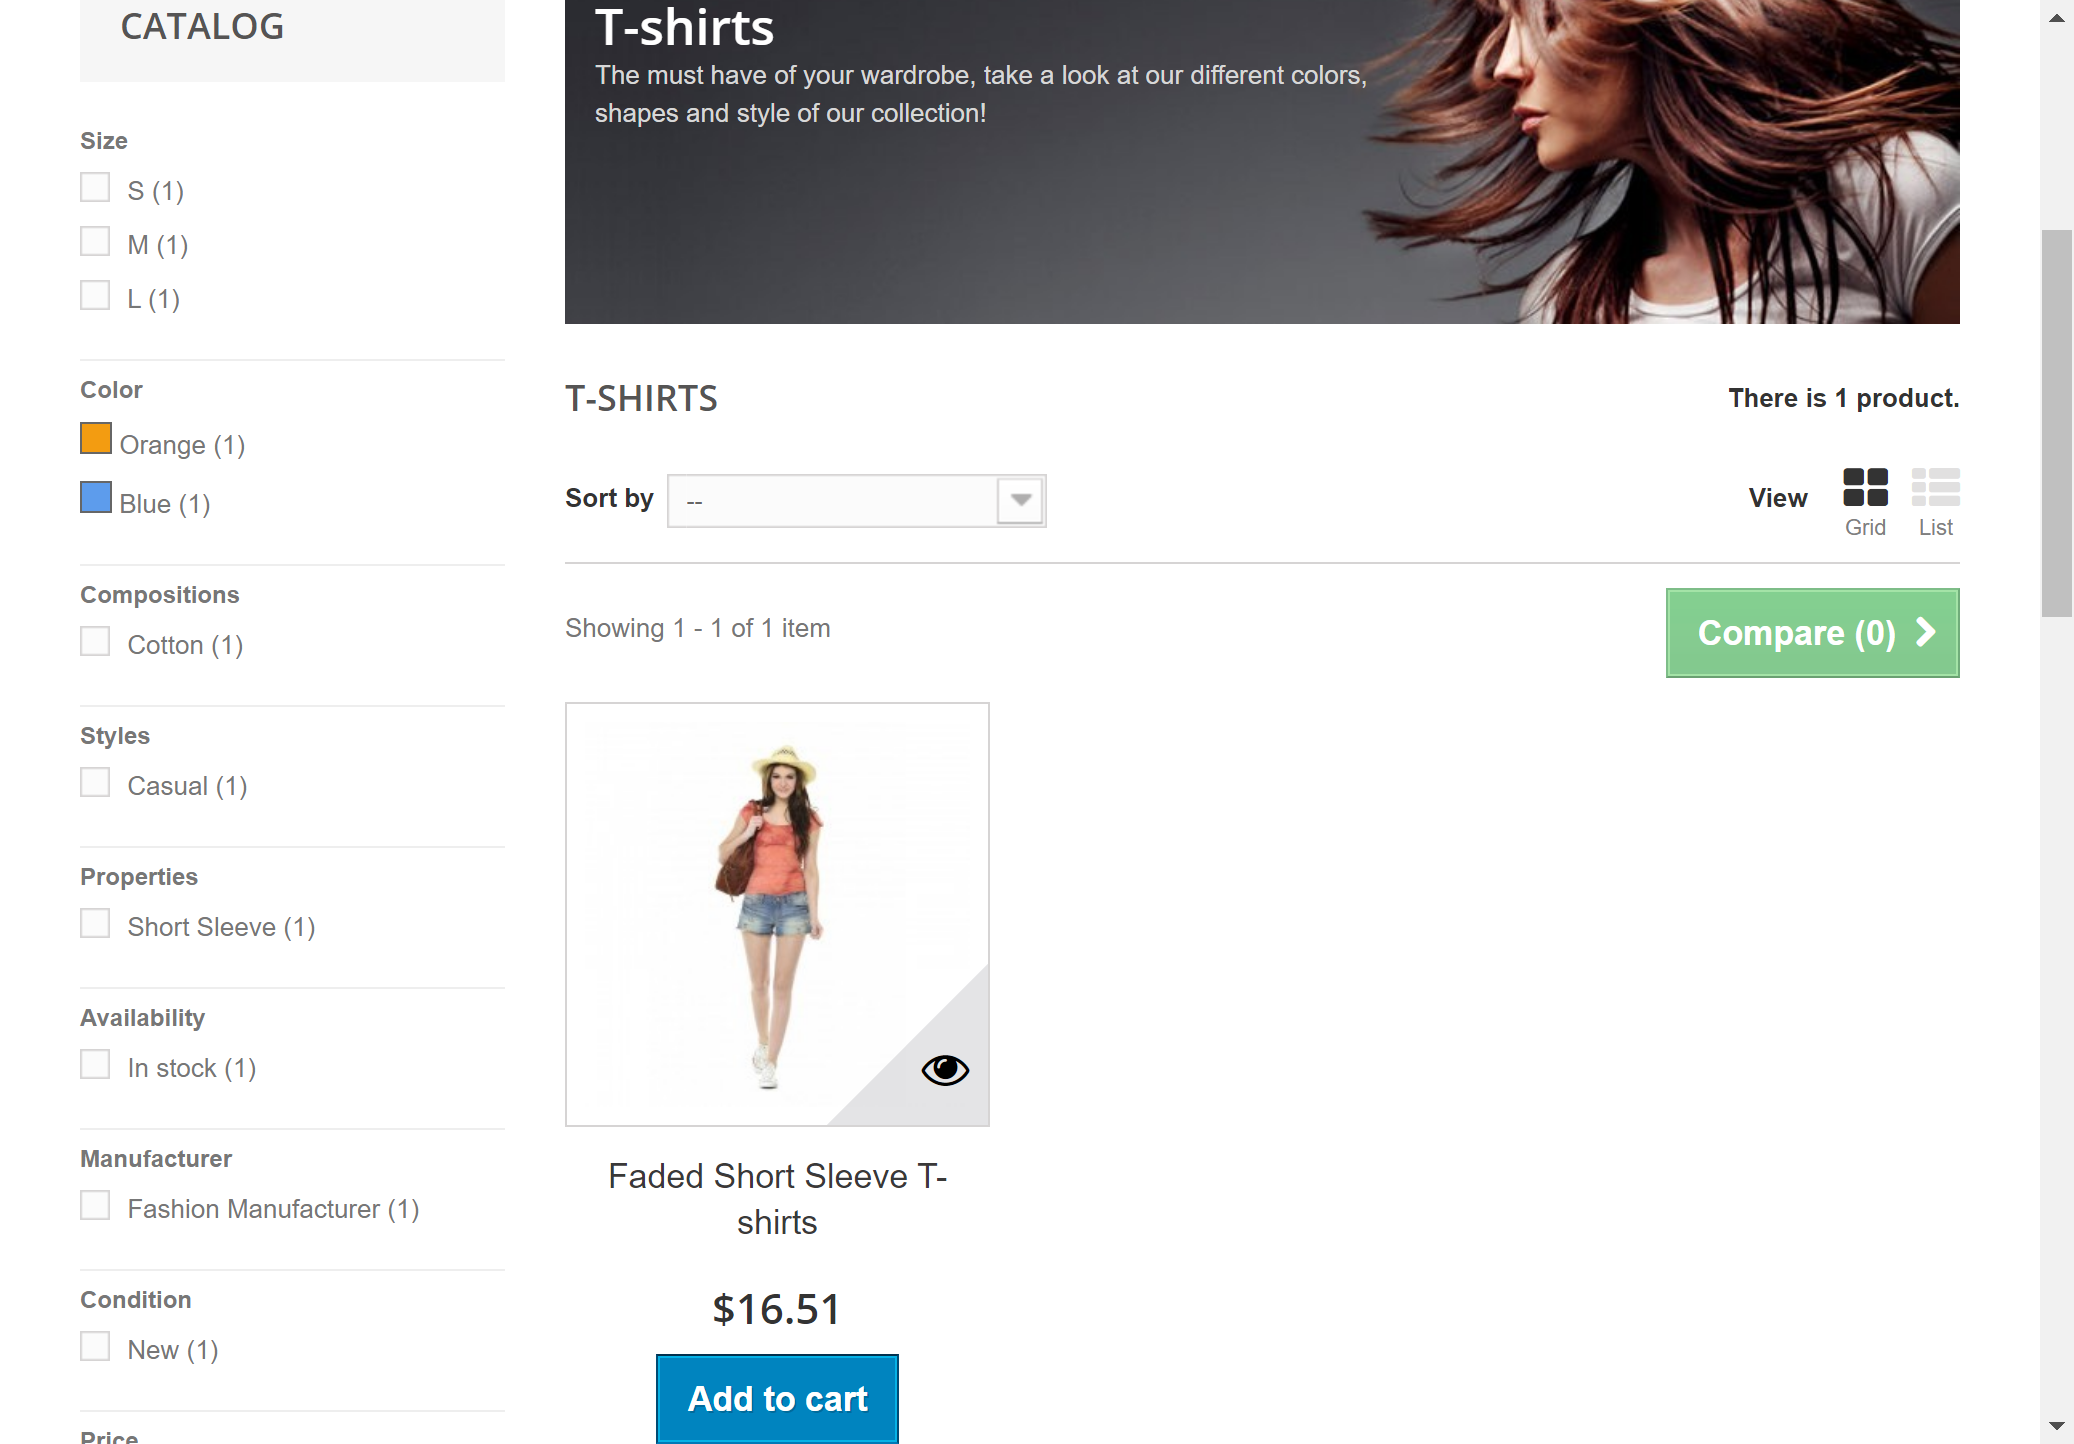 CATALOG
Size
S (1)
M (1)
L (1)
Color
Orange (1)
Blue (1)
Compositions
Cotton (1)
Styles
Casual (1)
Properties
Short Sleeve (1)
Availability
In stock (1)
Manufacturer
Fashion Manufacturer (1)
Condition
New (1)
Price
T-shirts
The must have of your wardrobe, take a look at our different colors,
shapes and style of our collection!
T-SHIRTS
There is 1 product.
Sort by --
View
Grid
List
Showing 1 - 1 of 1 item
Compare (0)
Faded Short Sleeve T-
shirts
$16.51
Add to cart